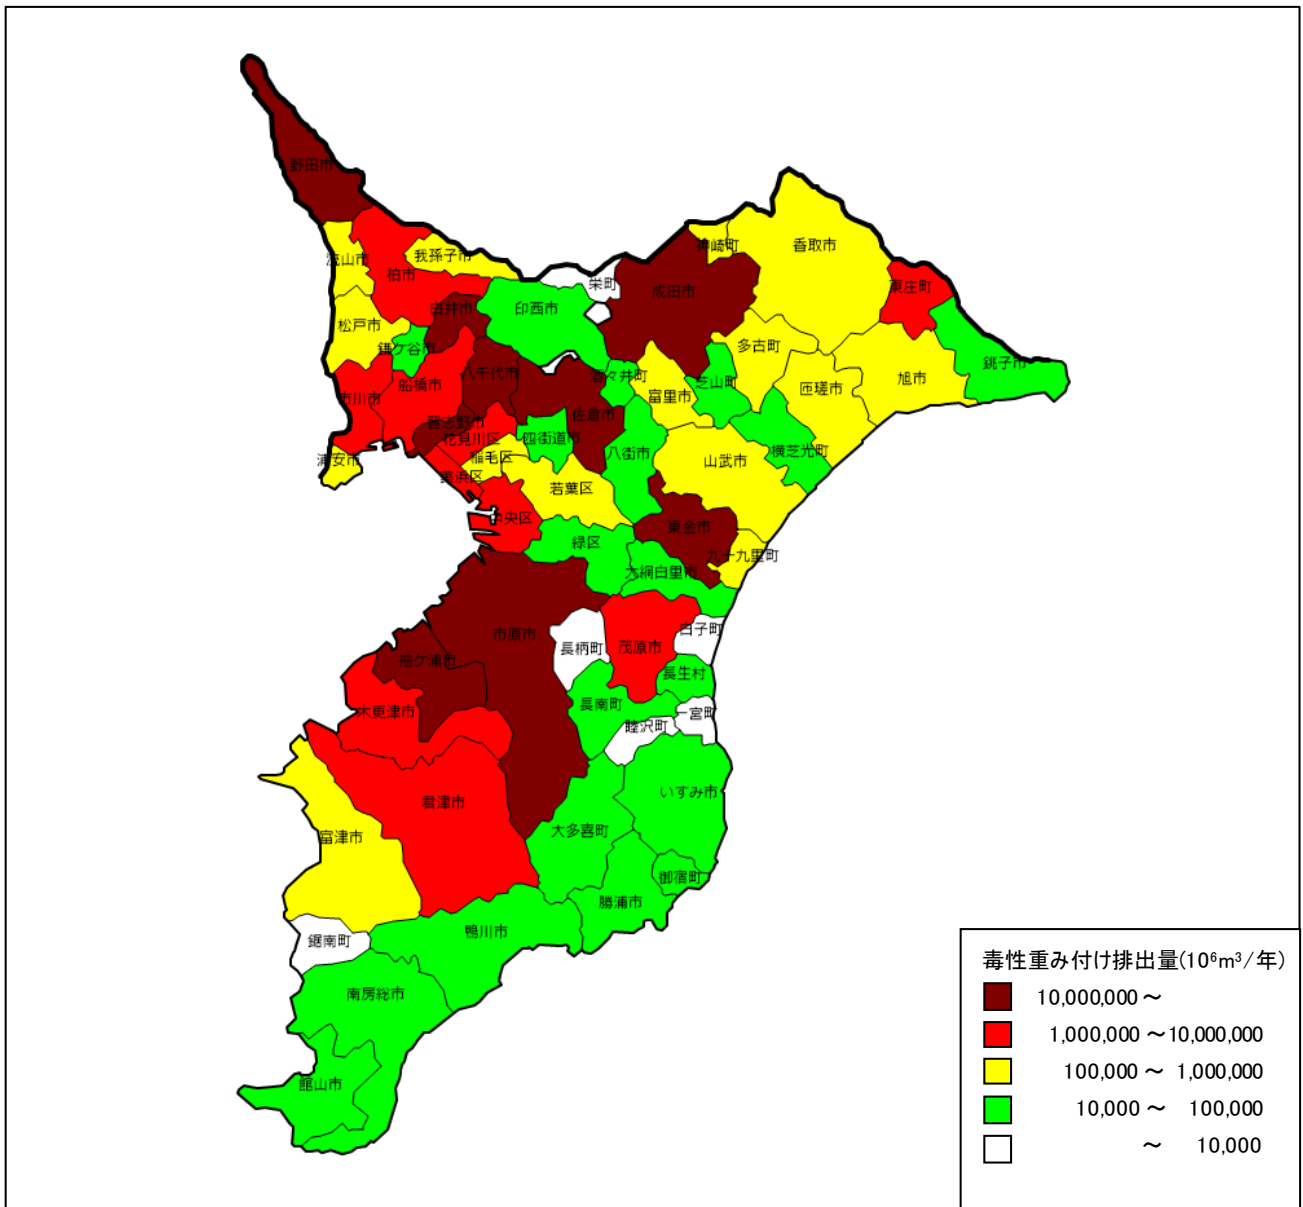 野田市
流山市
柏市
我孫子市
松戸市
鎌ケ谷市
白井市
印西市
栄町
成田市
神崎町
香取市
東庄町
銚子市
旭市
匝瑳市
多古町
芝山町
富里市
酒々井町
横芝光町
山武市
八街市
佐倉市
四街道市
八千代市
船橋市
市川市
浦安市
習志野市
花見川区
稲毛区
美浜区
若葉区
中央区
緑区
東金市
九十九里町
大網白里市
市原市
長柄町
茂原市
白子町
長生村
長南町
一宮町
睦沢町
袖ケ浦市
木更津市
君津市
富津市
いすみ市
大多喜町
御宿町
勝浦市
鴨川市
鋸南町
南房総市
館山市
毒性重み付け排出量(10⁶m³/年)
10,000,000～
1,000,000～10,000,000
100,000～ 1,000,000
10,000～ 100,000
～ 10,000